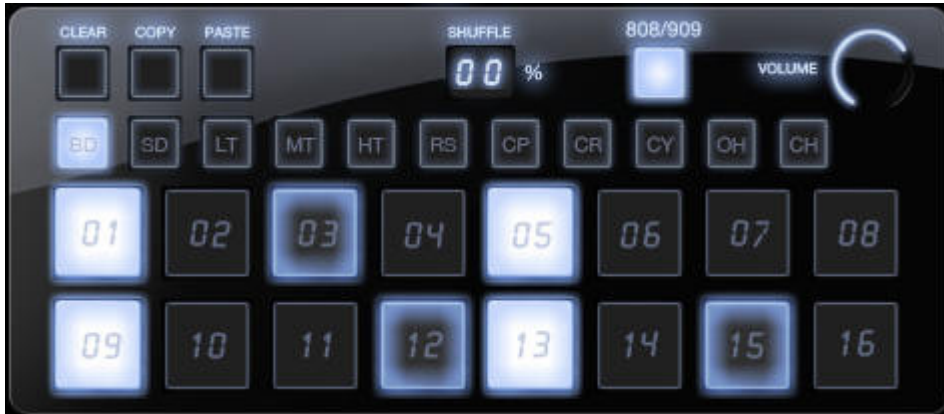 CLEAR COPY PASTE SHUFFLE 808/909
00 % VOLUME
BD SD LT MT HT RS CP CR CY OH CH
01 02 03 04 05 06 07 08
09 10 11 12 13 14 15 16